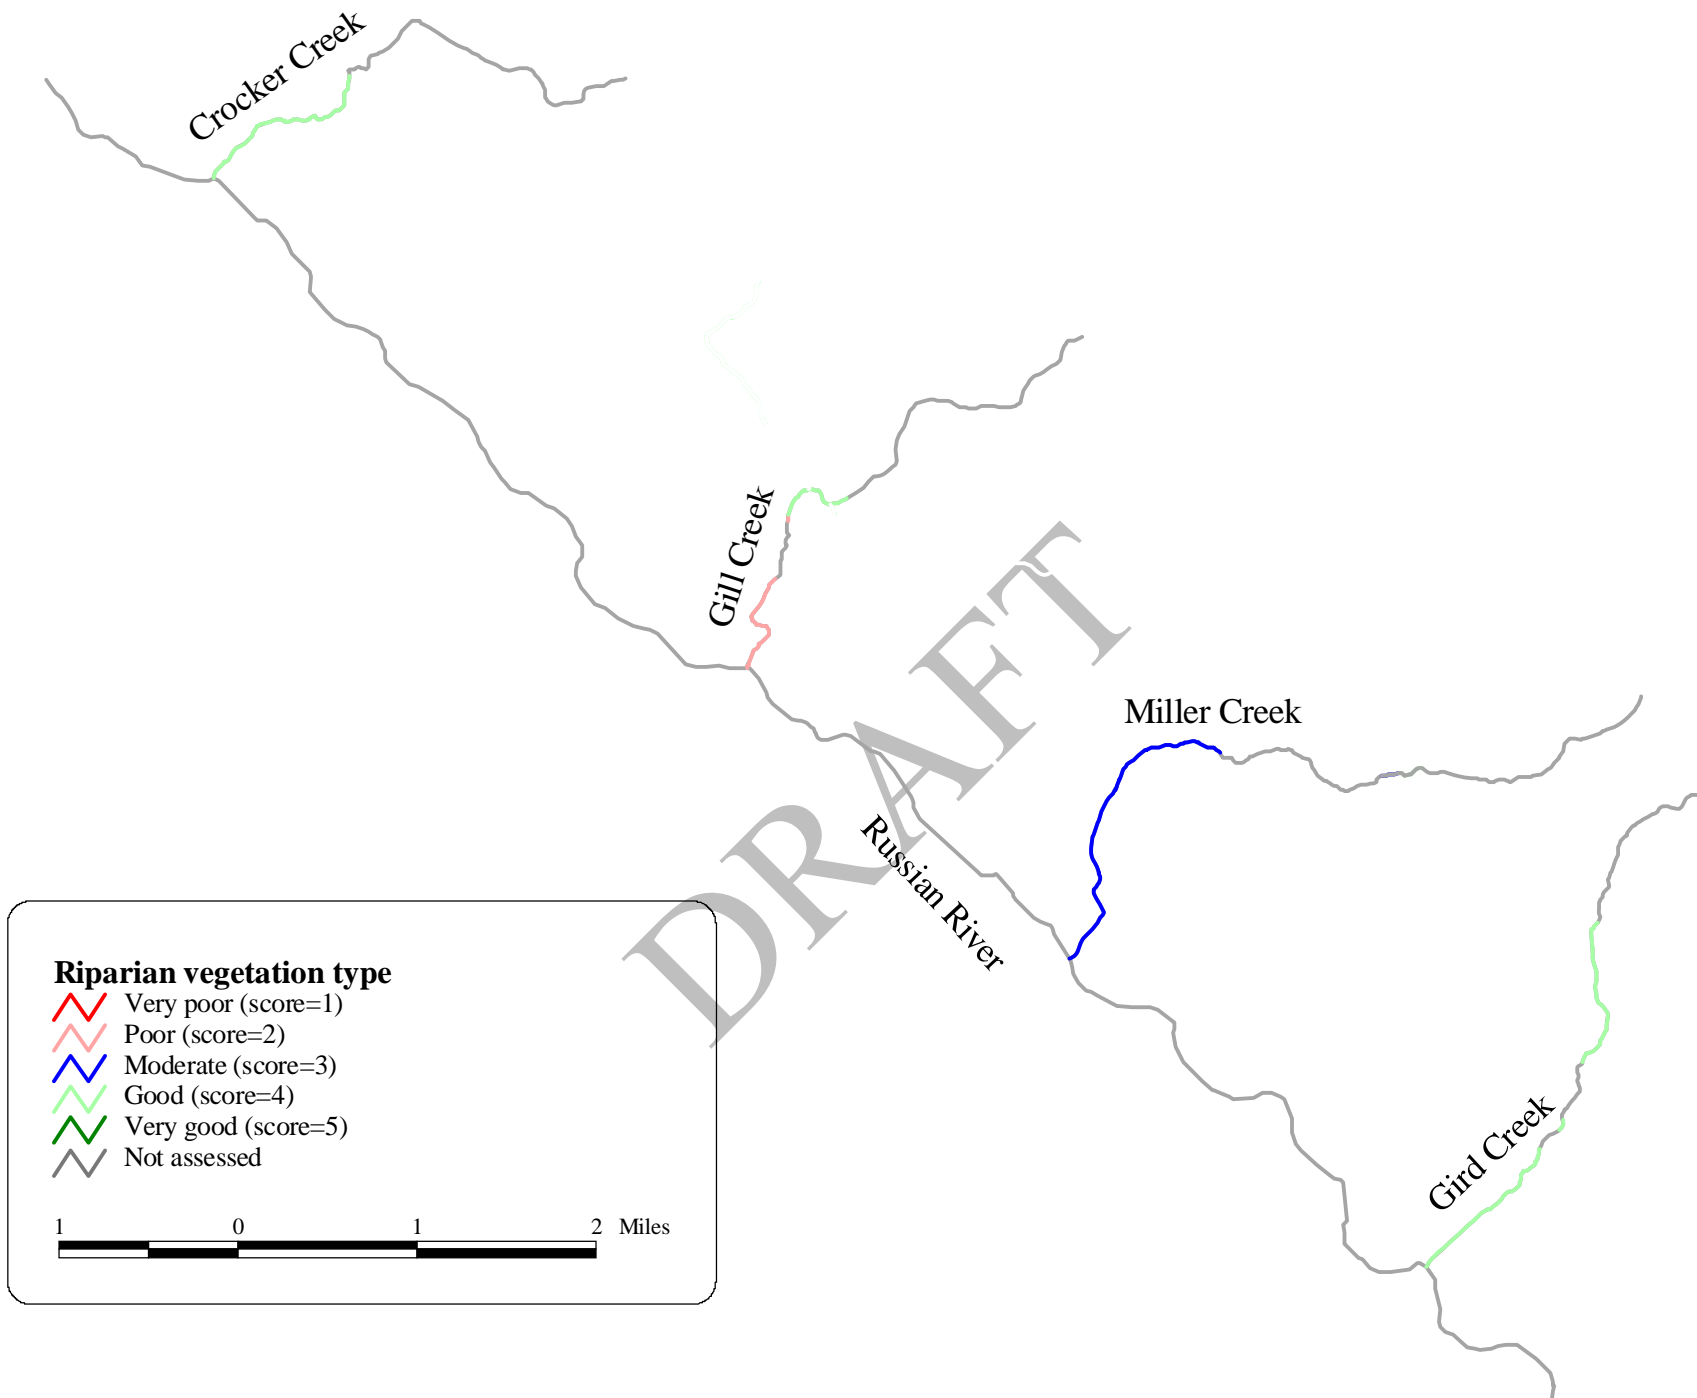 Crocker Creek
Gill Creek
DRAFT
Miller Creek
Russian River
Gird Creek
Riparian vegetation type
Very poor (score=1)
Poor (score=2)
Moderate (score=3)
Good (score=4)
Very good (score=5)
Not assessed
1 0 1 2 Miles